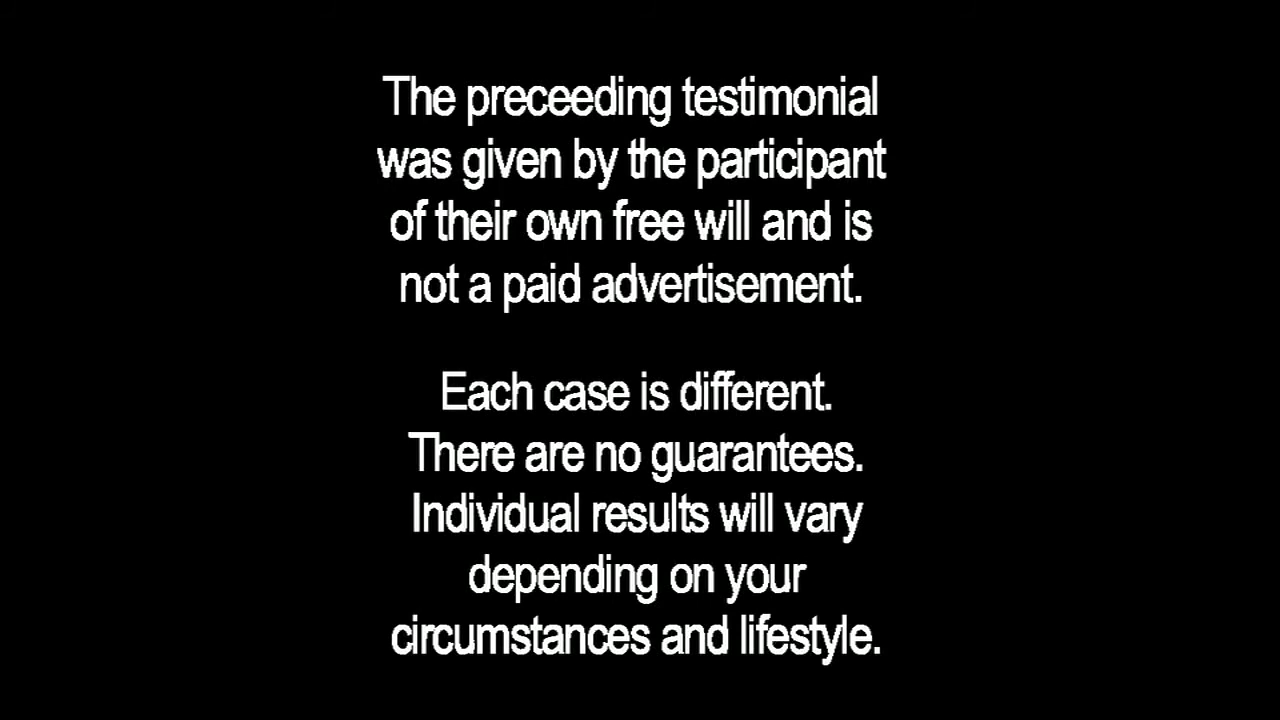 The preceeding testimonial
was given by the participant
of their own free will and is
not a paid advertisement.
Each case is different.
There are no guarantees.
Individual results will vary
depending on your
circumstances and lifestyle.